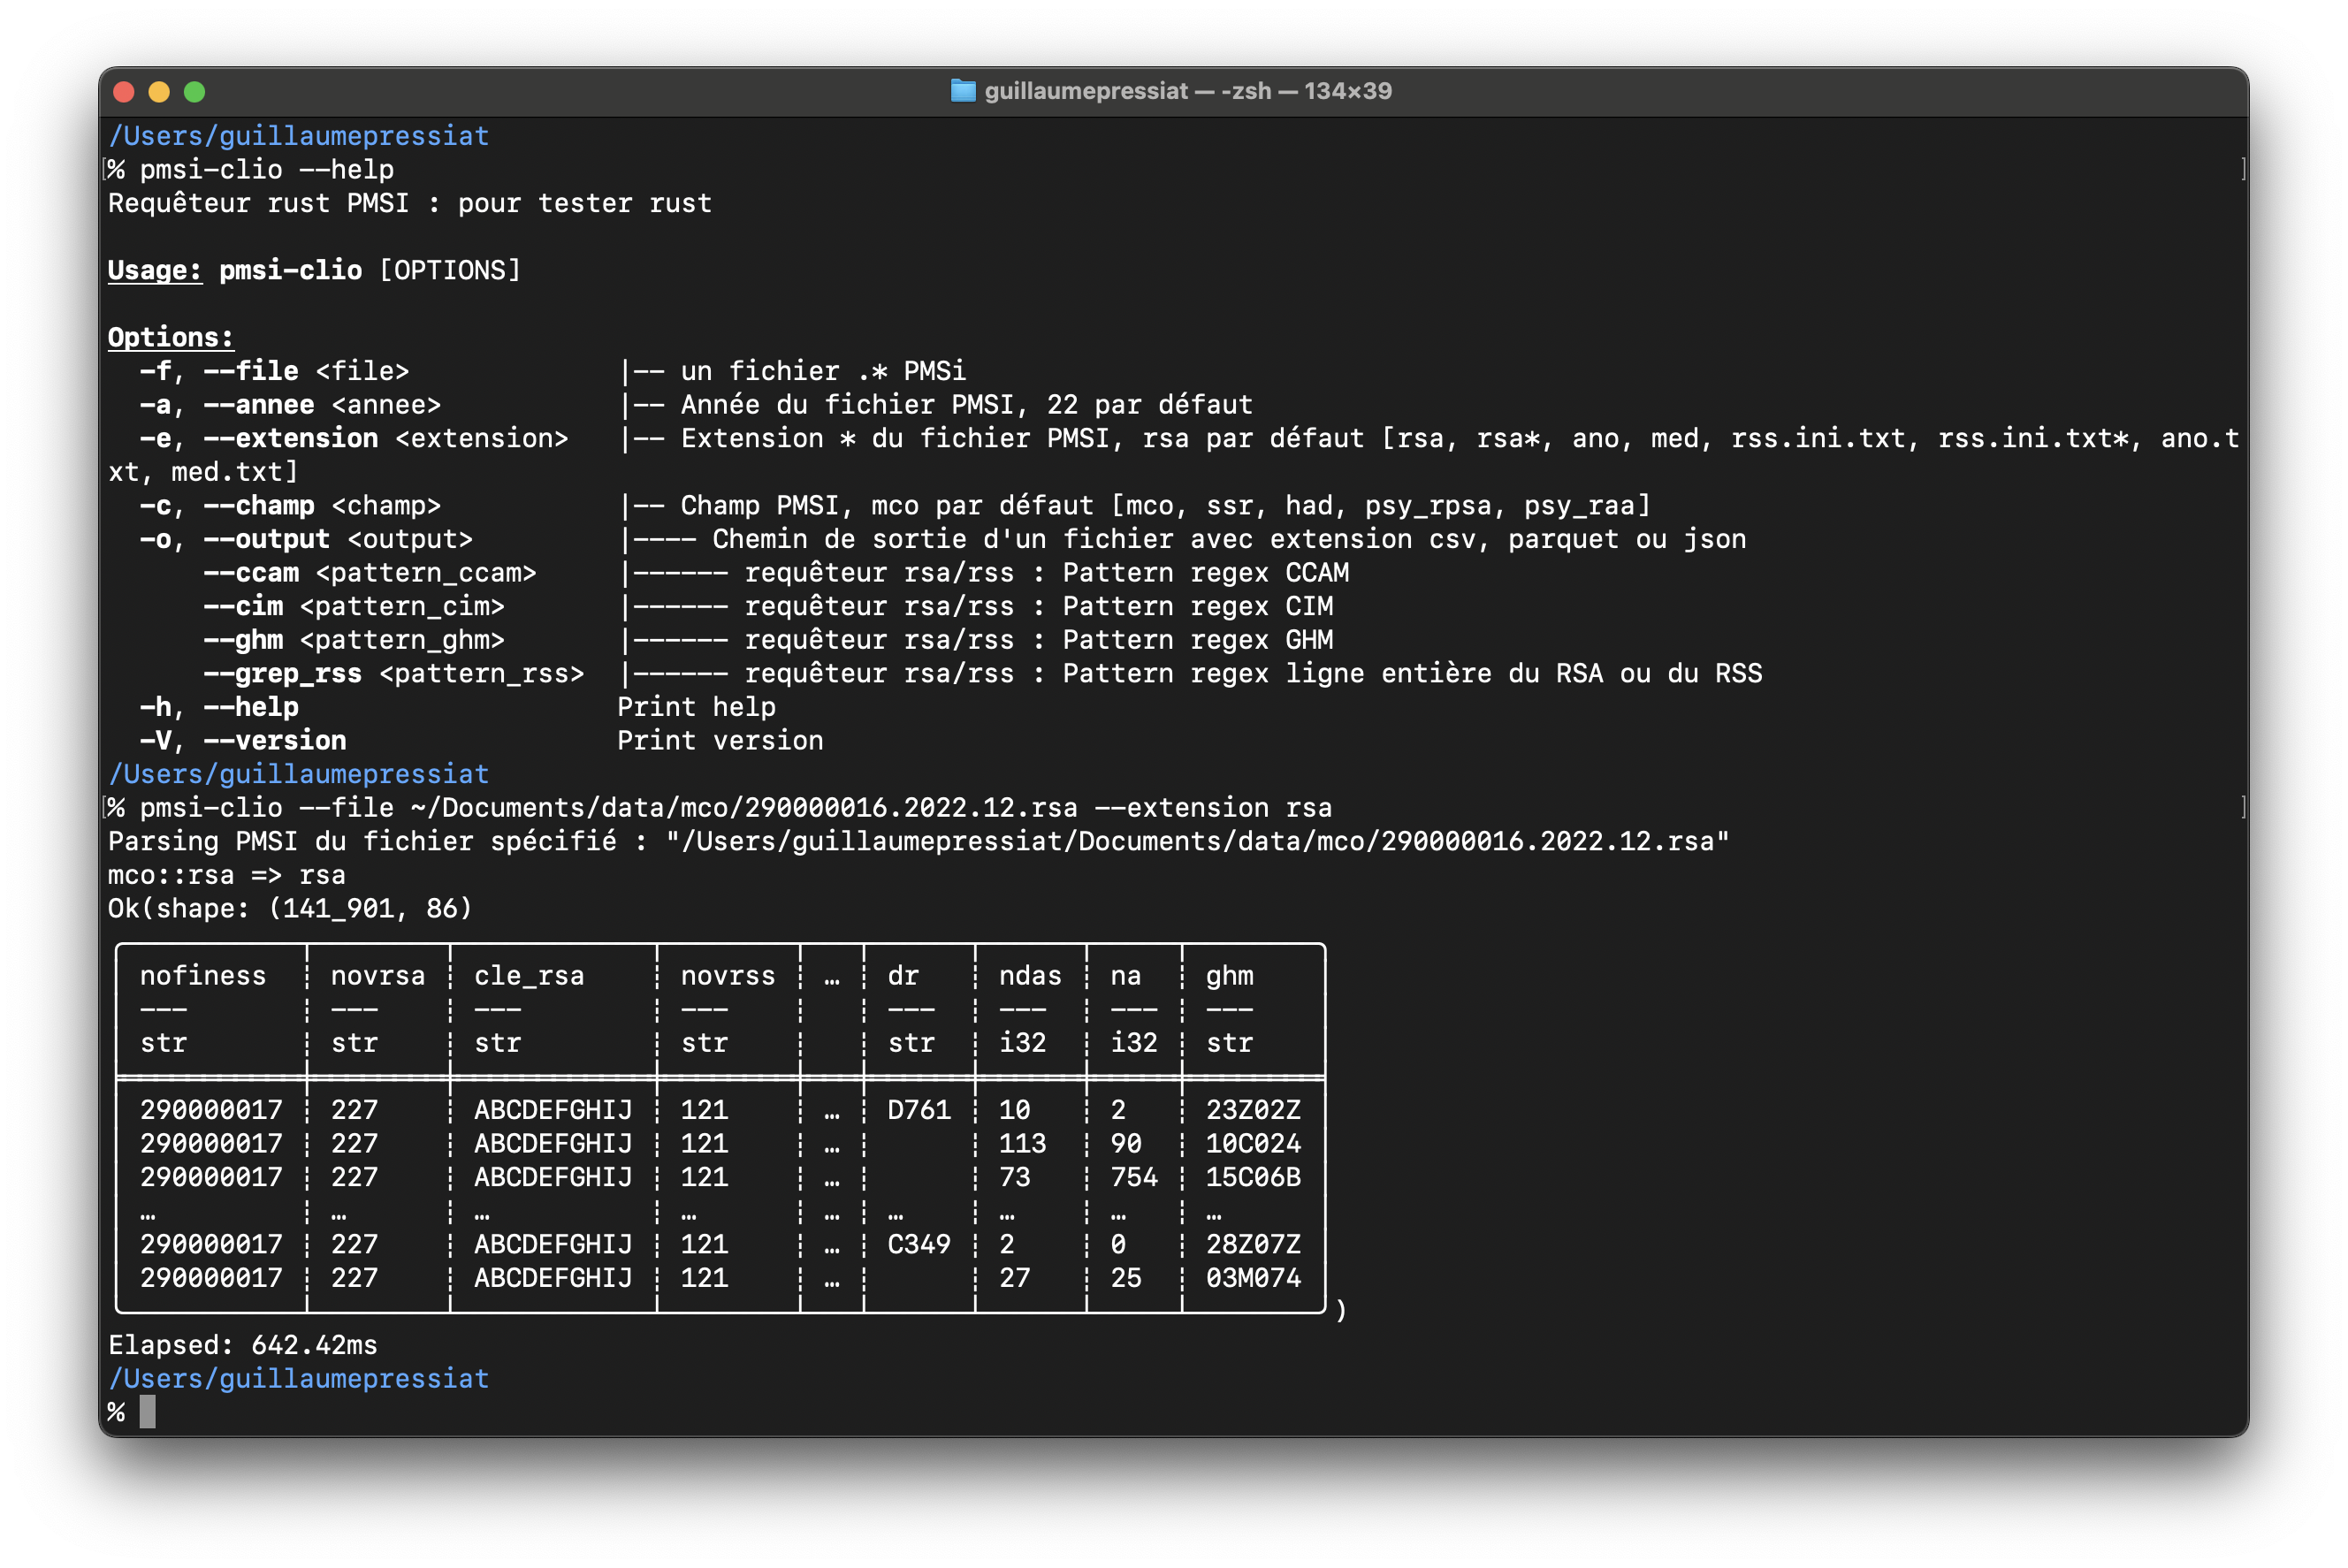 guillaumepressiat — -zsh — 134×39
/Users/guillaumepressiat
[% pmsi-clio --help ]
Requêteur rust PMSI : pour tester rust
Usage: pmsi-clio [OPTIONS]
Options:
-f, --file <file> |-- un fichier .* PMSi
-a, --annee <annee> |-- Année du fichier PMSI, 22 par défaut
-e, --extension <extension> |-- Extension * du fichier PMSI, rsa par défaut [rsa, rsa*, ano, med, rss.ini.txt, rss.ini.txt*, ano.t
xt, med.txt]
-c, --champ <champ> |-- Champ PMSI, mco par défaut [mco, ssr, had, psy_rpsa, psy_raa]
-o, --output <output> |---- Chemin de sortie d'un fichier avec extension csv, parquet ou json
--ccam <pattern_ccam> |------ requêteur rsa/rss : Pattern regex CCAM
--cim <pattern_cim> |------ requêteur rsa/rss : Pattern regex CIM
--ghm <pattern_ghm> |------ requêteur rsa/rss : Pattern regex GHM
--grep_rss <pattern_rss> |------ requêteur rsa/rss : Pattern regex ligne entière du RSA ou du RSS
-h, --help Print help
-V, --version Print version
/Users/guillaumepressiat
[% pmsi-clio --file ~/Documents/data/mco/290000016.2022.12.rsa --extension rsa ]
Parsing PMSI du fichier spécifié : "/Users/guillaumepressiat/Documents/data/mco/290000016.2022.12.rsa"
mco::rsa => rsa
Ok(shape: (141_901, 86)
nofiness novrsa cle_rsa novrss … dr ndas na ghm
--- --- --- --- --- --- --- ---
str str str str str i32 i32 str
290000017 227 ABCDEFGHIJ 121 … D761 10 2 23Z02Z
290000017 227 ABCDEFGHIJ 121 … 113 90 10C024
290000017 227 ABCDEFGHIJ 121 … 73 754 15C06B
… … … … … … … … …
290000017 227 ABCDEFGHIJ 121 … C349 2 0 28Z07Z
290000017 227 ABCDEFGHIJ 121 … 27 25 03M074
)
Elapsed: 642.42ms
/Users/guillaumepressiat
%